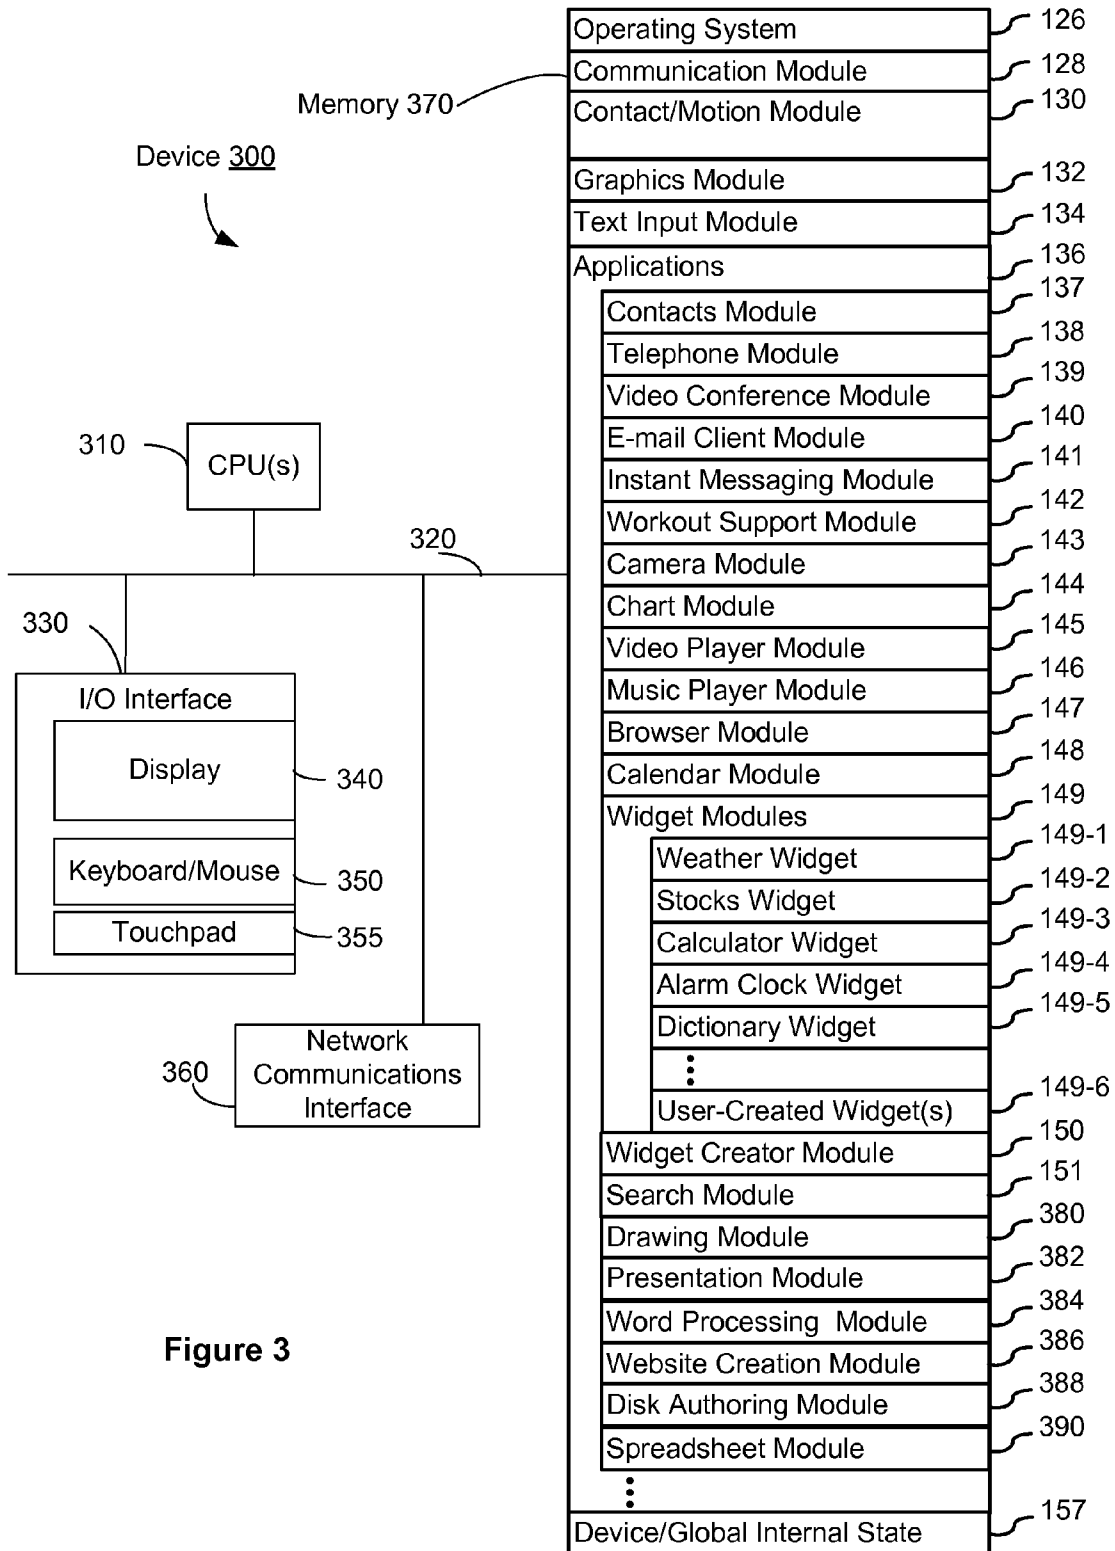 Operating System 126
Communication Module 128
Memory 370
Contact/Motion Module 130
Device 300
Graphics Module 132
Text Input Module 134
Applications 136
Contacts Module 137
Telephone Module 138
Video Conference Module 139
E-mail Client Module 140
Instant Messaging Module 141
Workout Support Module 142
Camera Module 143
Chart Module 144
Video Player Module 145
Music Player Module 146
Browser Module 147
Calendar Module 148
Widget Modules 149
Weather Widget 149-1
Stocks Widget 149-2
Calculator Widget 149-3
Alarm Clock Widget 149-4
Dictionary Widget 149-5
User-Created Widget(s) 149-6
Widget Creator Module 150
Search Module 151
Drawing Module 380
Presentation Module 382
Word Processing Module 384
Website Creation Module 386
Disk Authoring Module 388
Spreadsheet Module 390
Device/Global Internal State 157
310
CPU(s)
320
330
I/O Interface
Display 340
Keyboard/Mouse 350
Touchpad 355
360
Network
Communications
Interface
Figure 3